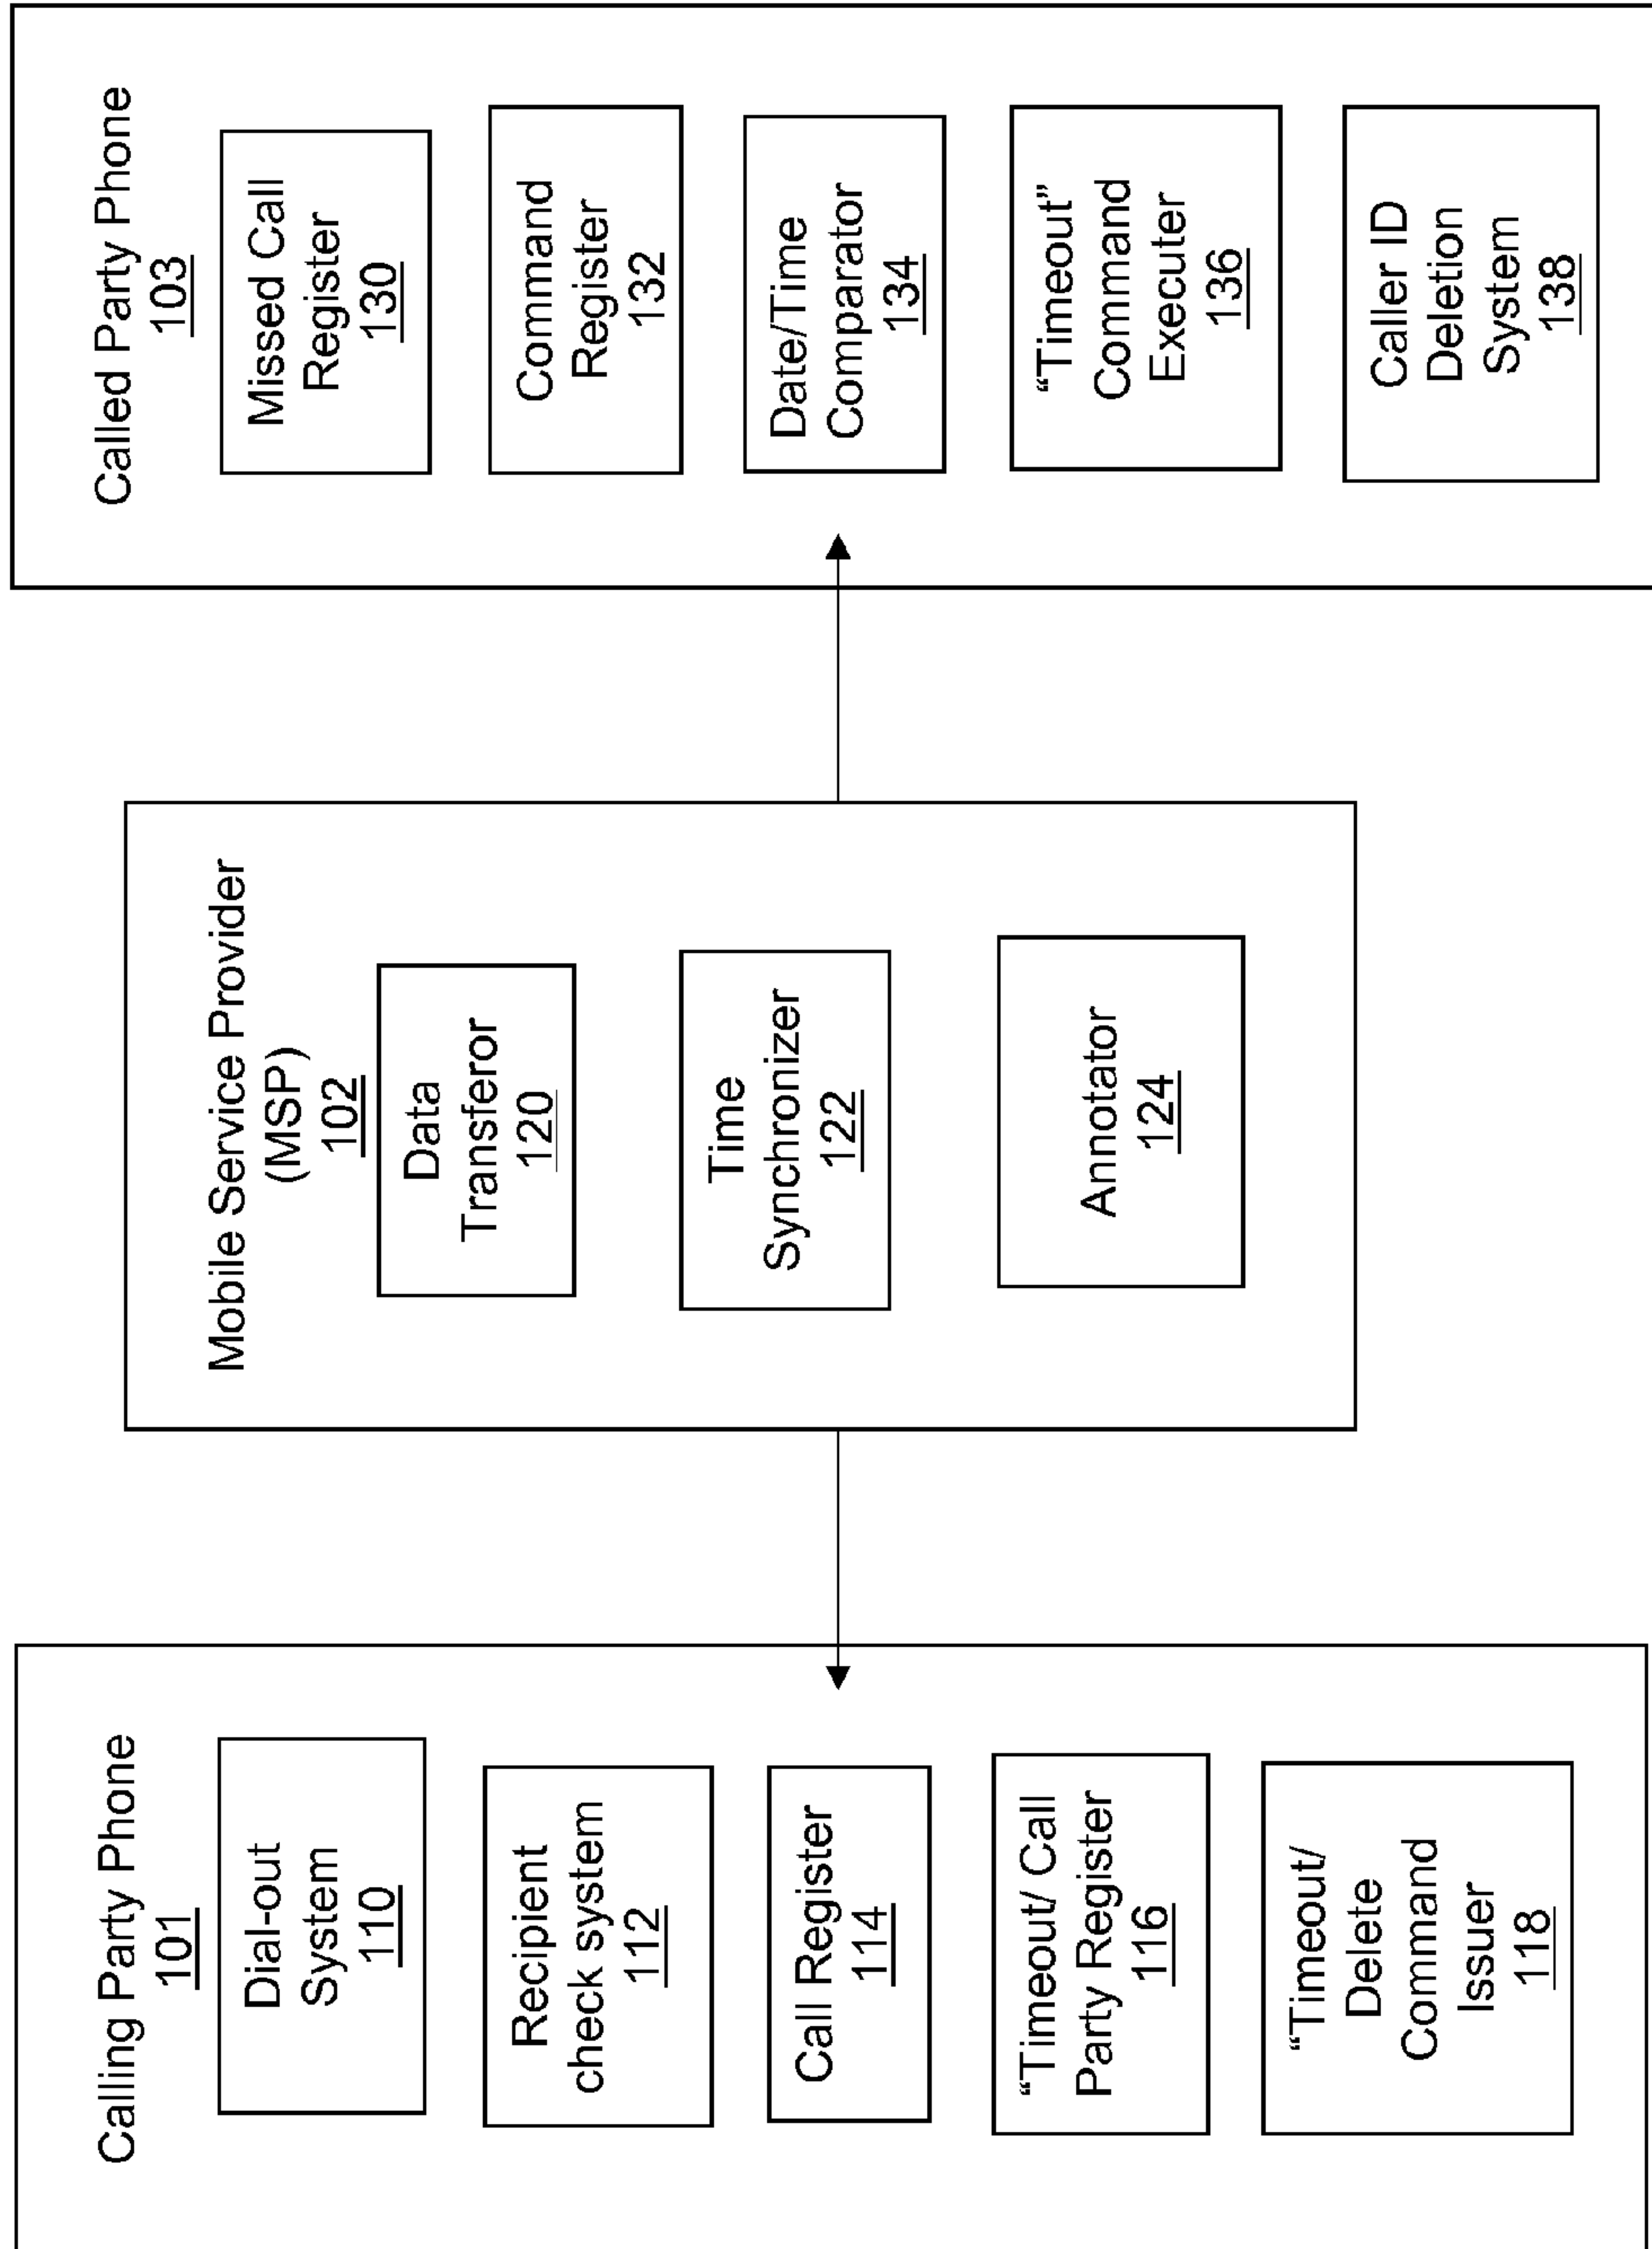 Calling Party Phone
101
Dial-out
System
110
Recipient
check system
112
Call Register
114
“Timeout/ Call
Party Register
116
“Timeout/
Delete
Command
Issuer
118
Mobile Service Provider
(MSP)
102
Data
Transferor
120
Time
Synchronizer
122
Annotator
124
Called Party Phone
103
Missed Call
Register
130
Command
Register
132
Date/Time
Comparator
134
“Timeout”
Command
Executer
136
Caller ID
Deletion
System
138